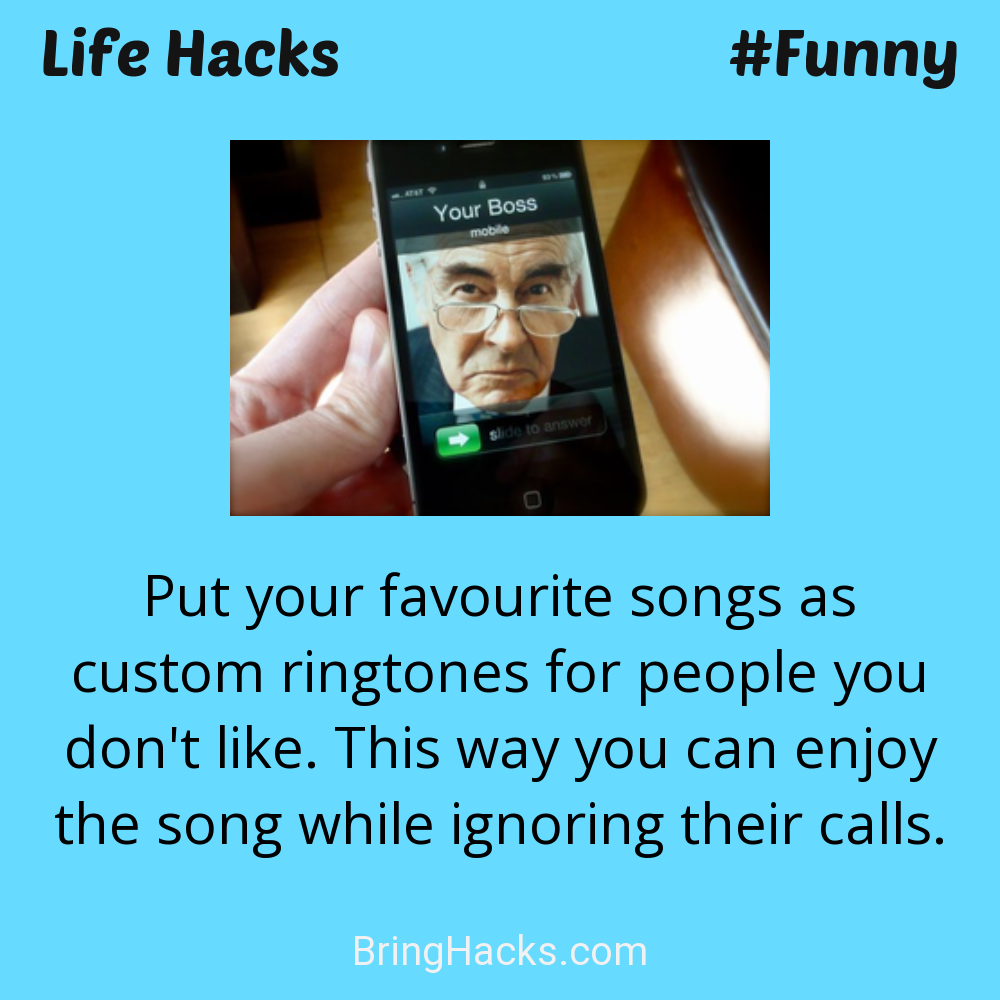 Life Hacks #Funny
AT&T 93%
Your Boss
mobile
slide to answer
Put your favourite songs as
custom ringtones for people you
don't like. This way you can enjoy
the song while ignoring their calls.
BringHacks.com